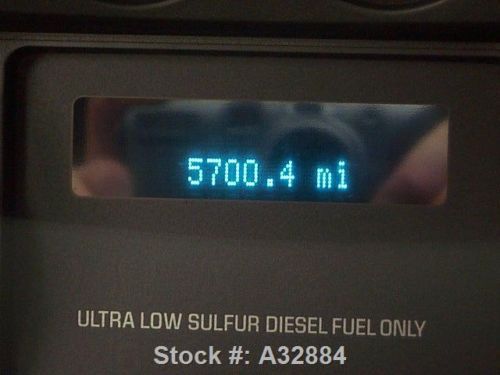 5700.4 mi
ULTRA LOW SULFUR DIESEL FUEL ONLY
Stock #: A32884